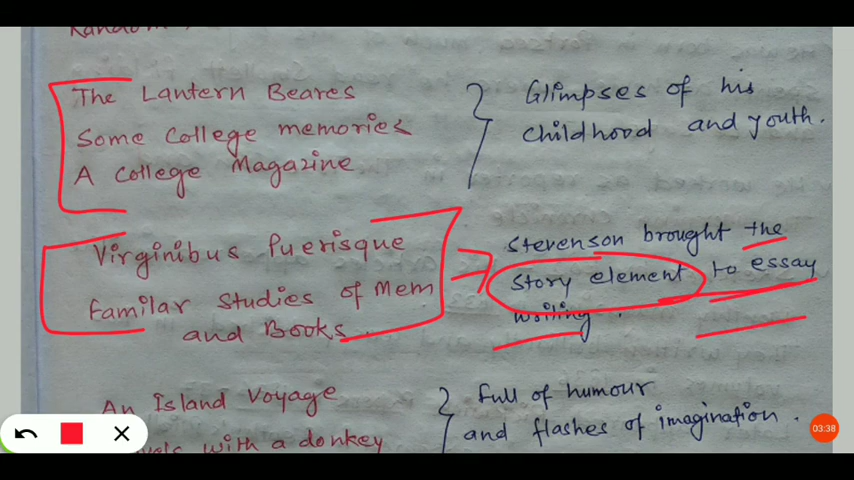 The Lantern Beares
Some College memories
A College Magazine
Glimpses of his
childhood and youth.
Virginibus Puerisque
Familar Studies of Mem
and Books.
Stevenson brought the
story element to essay
writing.
An Island Voyage
with a donkey
Full of humour
and flashes of imagination.
03:38